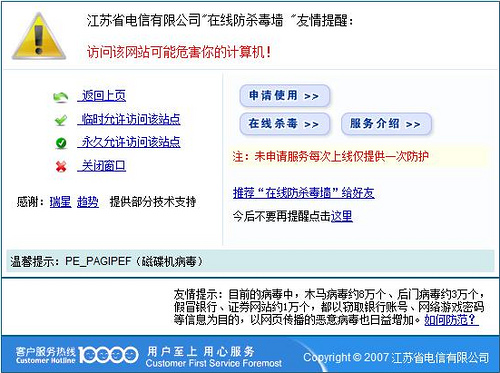 江苏省电信有限公司"在线防杀毒墙 "友情提醒：
访问该网站可能危害你的计算机！
返回上页
临时允许访问该站点
永久允许访问该站点
关闭窗口
感谢：瑞星 趋势 提供部分技术支持
申请使用 >>
在线杀毒 >> 服务介绍 >>
注：未申请服务每次上线仅提供一次防护
推荐“在线防杀毒墙”给好友
今后不要再提醒点击这里
温馨提示：PE_PAGIPEF（磁碟机病毒）
友情提示：目前的病毒中，木马病毒约8万个、后门病毒约3万个，
假冒银行、证券网站约1万个，都以窃取银行账号、网络游戏密码
等信息为目的，以网页传播的恶意病毒也日益增加。如何防范？
客户服务热线 10000 用户至上 用心服务
Customer Hotline Customer First Service Foremost
Copyright © 2007 江苏省电信有限公司